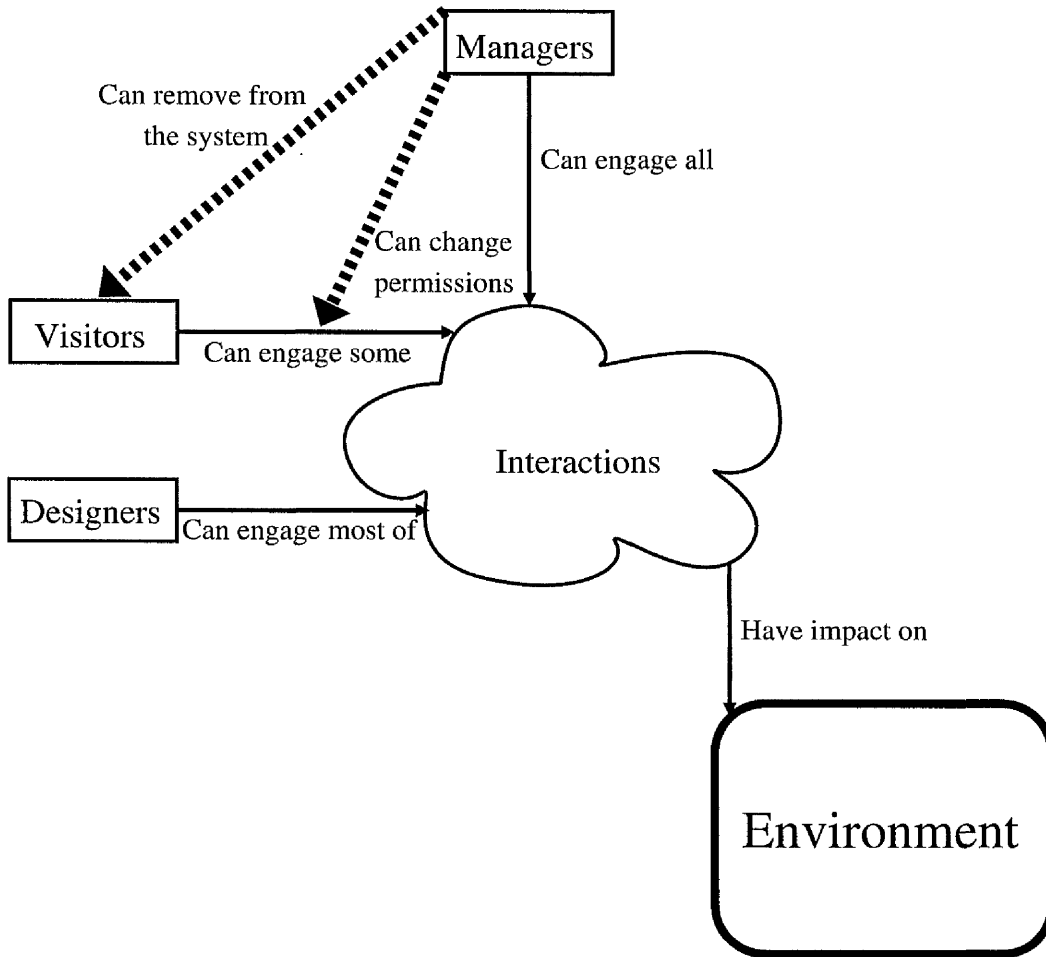 Managers
Can remove from
the system
Can engage all
Can change
permissions
Visitors
Can engage some
Interactions
Designers
Can engage most of
Have impact on
Environment